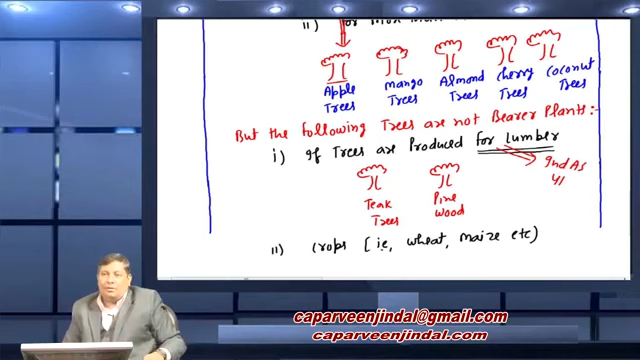 ii) for
Apple Trees
Mango Trees
Almond Trees
Cherry Trees
Coconut Trees
But the following Trees are not Bearer Plants:-
i) If Trees are Produced for Lumber
Ind As 41
Teak Trees
Pine Wood
ii) Crops [i.e, wheat, maize etc)
caparveenjindal@gmail.com
caparveenjindal.com